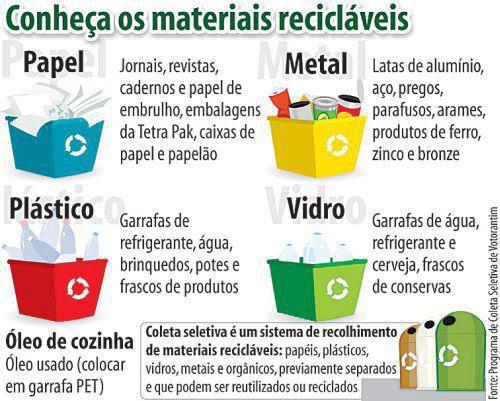 Conheça os materiais recicláveis
Papel
Papel
Jornais, revistas,
cadernos e papel de
embrulho, embalagens
da Tetra Pak, caixas de
papel e papelão
Metal
Metal
Latas de alumínio,
aço, pregos,
parafusos, arames,
produtos de ferro,
zinco e bronze
Plástico
Plástico
Garrafas de
refrigerante, água,
brinquedos, potes e
frascos de produtos
Vidro
Vidro
Garrafas de água,
refrigerante e
cerveja, frascos
de conservas
Óleo de cozinha
Óleo usado (colocar
em garrafa PET)
Coleta seletiva é um sistema de recolhimento
de materiais recicláveis: papéis, plásticos,
vidros, metais e orgânicos, previamente separados
e que podem ser reutilizados ou reciclados
Fonte: Programa de Coleta Seletiva de Votorantim